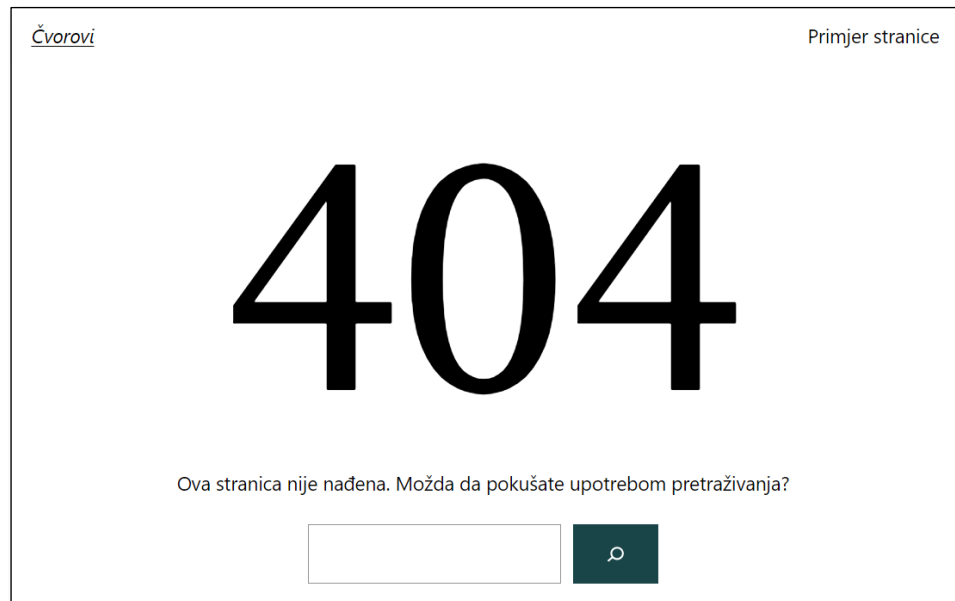 Čvorovi
Primjer stranice
404
Ova stranica nije nađena. Možda da pokušate upotrebom pretraživanja?